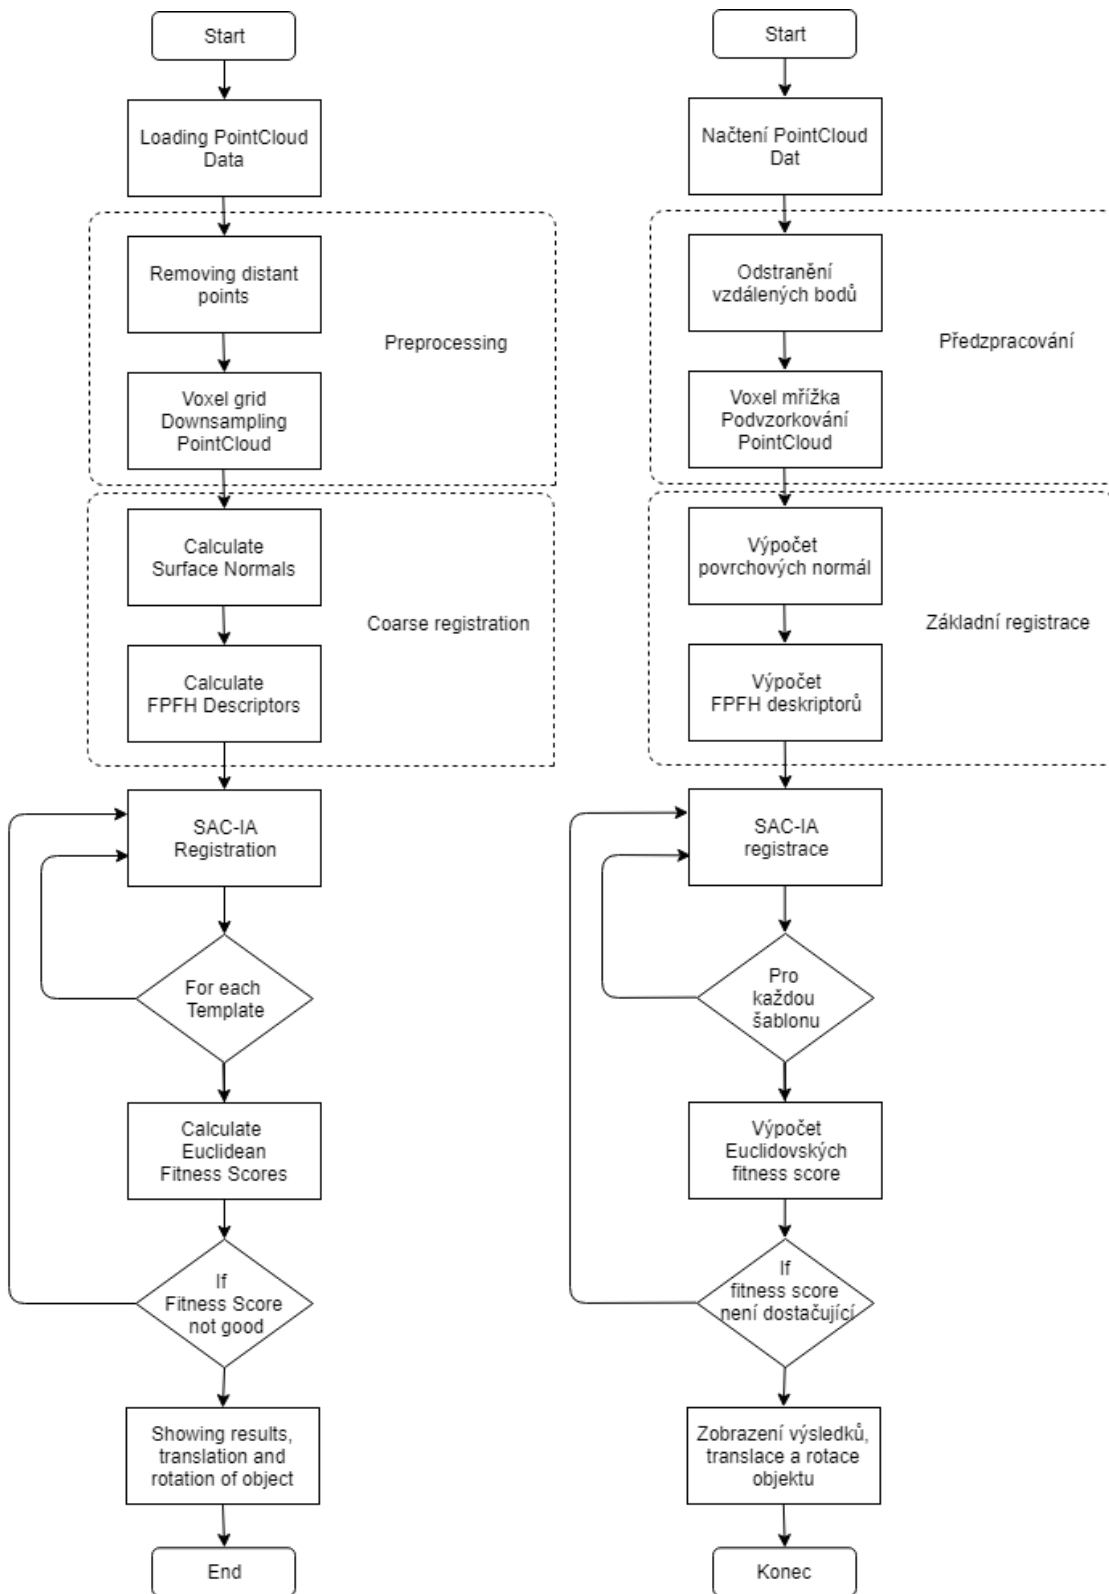 Start
Loading PointCloud
Data
Removing distant
points
Preprocessing
Voxel grid
Downsampling
PointCloud
Calculate
Surface Normals
Coarse registration
Calculate
FPFH Descriptors
SAC-IA
Registration
For each
Template
Calculate
Euclidean
Fitness Scores
If
Fitness Score
not good
Showing results,
translation and
rotation of object
End
Start
Načtení PointCloud
Dat
Odstranění
vzdálených bodů
Předzpracování
Voxel mřížka
Podvzorkování
PointCloud
Výpočet
povrchových normál
Základní registrace
Výpočet
FPFH deskriptorů
SAC-IA
registrace
Pro
každou
šablonu
Výpočet
Euclidovských
fitness score
If
fitness score
není dostačující
Zobrazení výsledků,
translace a rotace
objektu
Konec